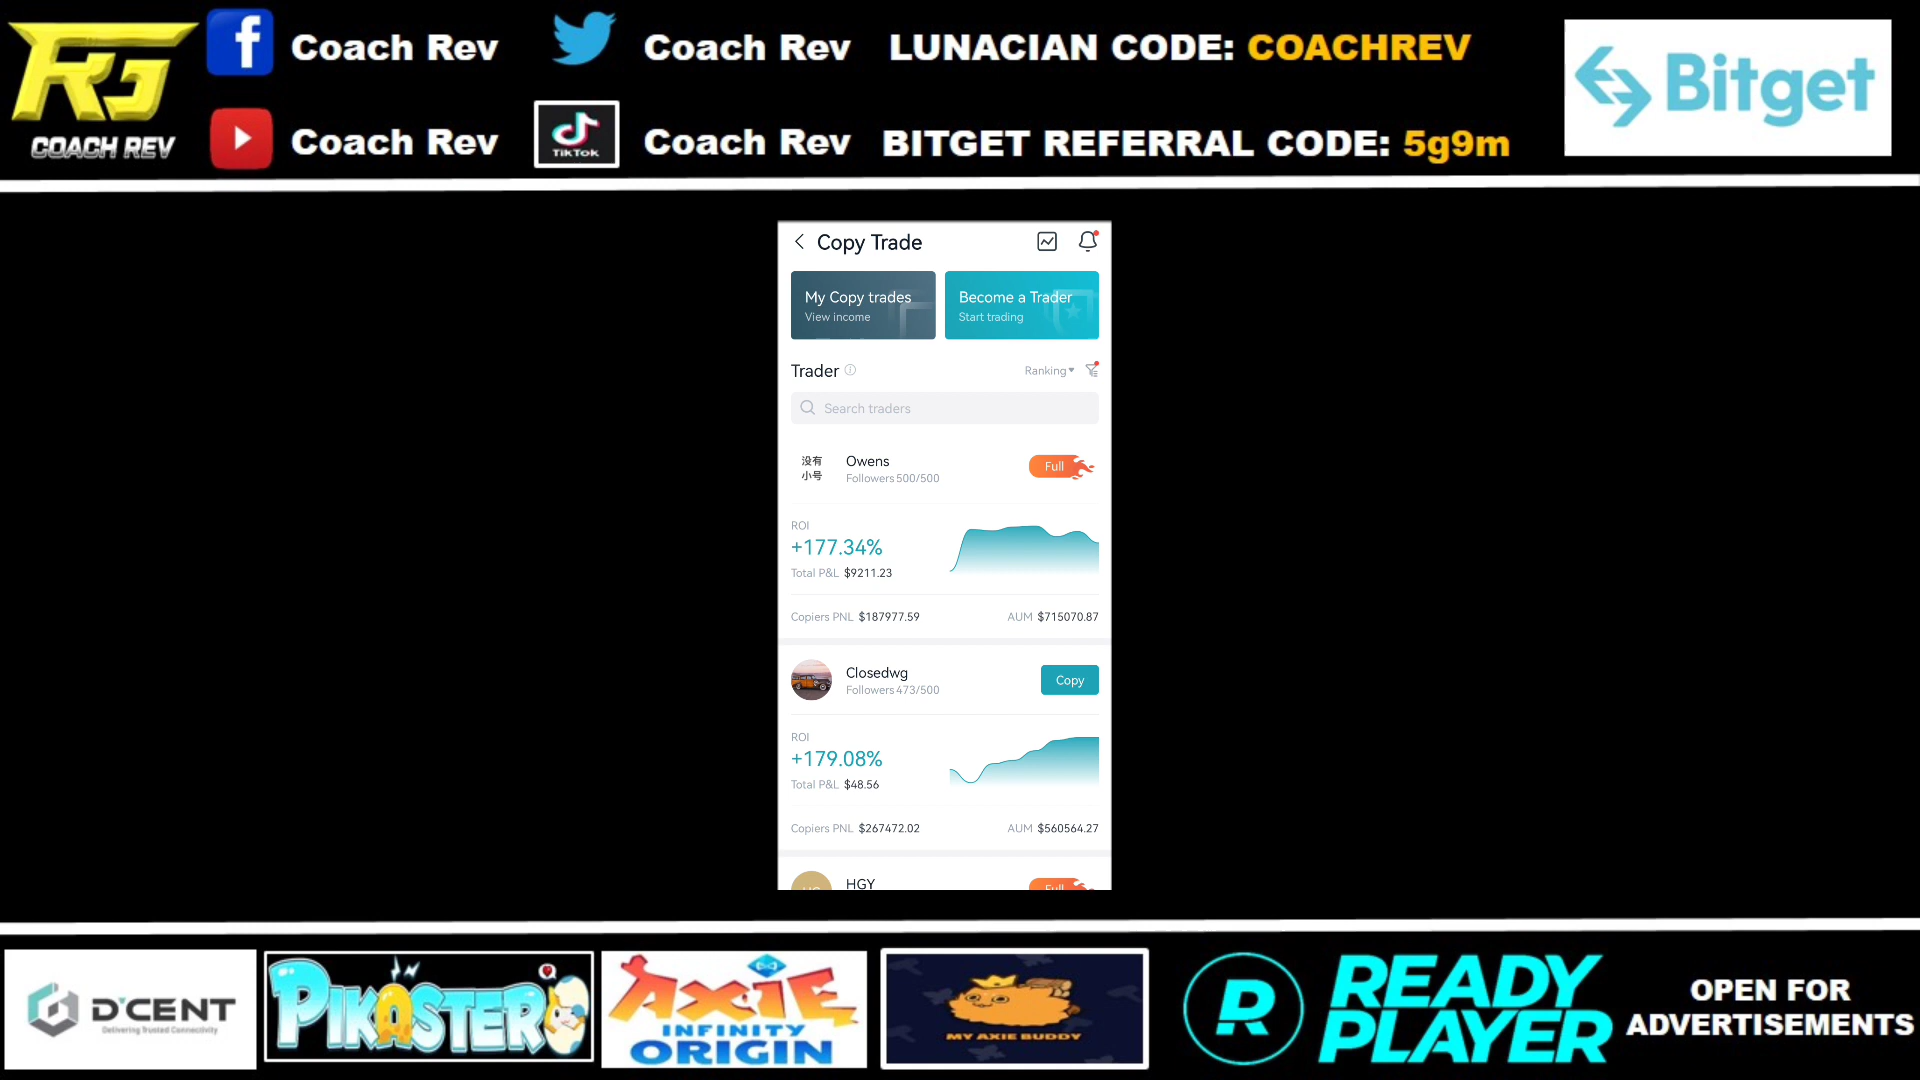 RG
COACH REV
Coach Rev
Coach Rev
LUNACIAN CODE: COACHREV
Coach Rev
TikTok
Coach Rev
BITGET REFERRAL CODE: 5g9m
Bitget
Copy Trade
My Copy trades
View income
Become a Trader
Start trading
Trader
Ranking
Search traders
没有
小号
Owens
Followers 500/500
Full
ROI
+177.34%
Total P&L $9211.23
Copiers PNL $187977.59
AUM $715070.87
Closedwg
Followers 473/500
Copy
ROI
+179.08%
Total P&L $48.56
Copiers PNL $267472.02
AUM $560564.27
HGY
Full
D'CENT
Delivering Trusted Connectivity
PIKASTER
AXIE
INFINITY
ORIGIN
MY AXIE BUDDY
READY
PLAYER
OPEN FOR
ADVERTISEMENTS